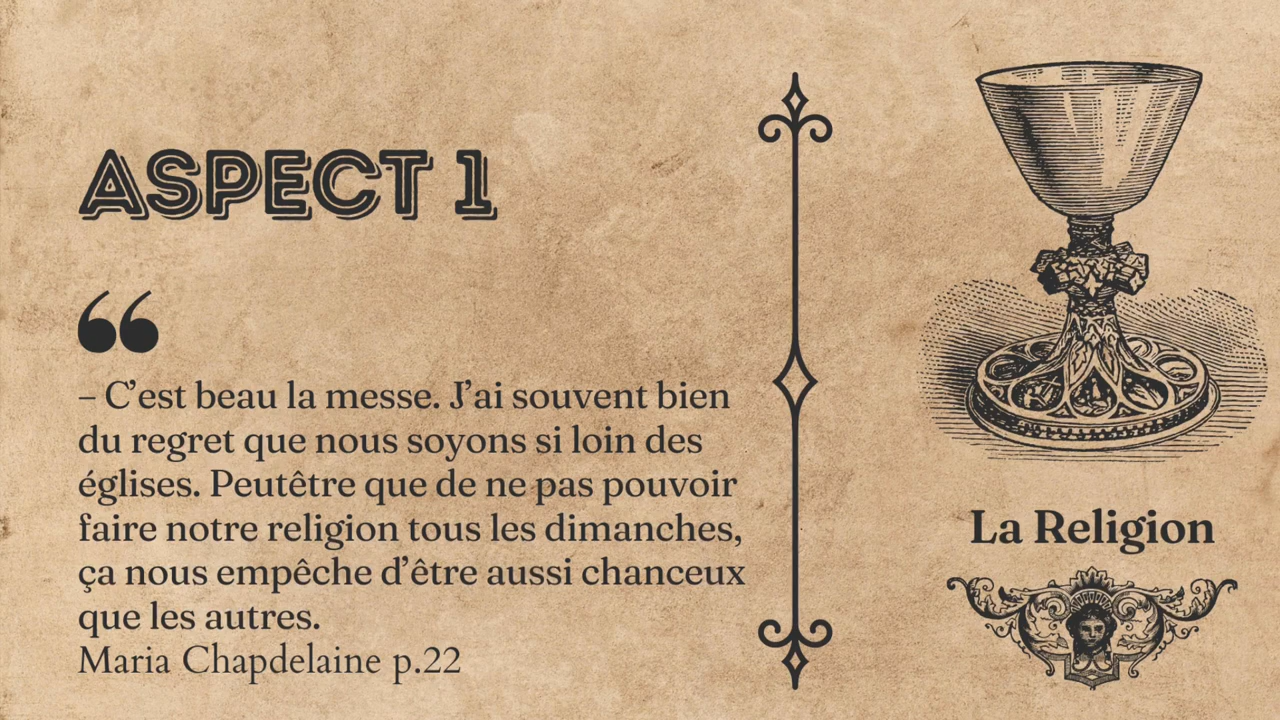 ASPECT 1
“
– C’est beau la messe. J’ai souvent bien
du regret que nous soyons si loin des
églises. Peutêtre que de ne pas pouvoir
faire notre religion tous les dimanches,
ça nous empêche d’être aussi chanceux
que les autres.
Maria Chapdelaine p.22
La Religion